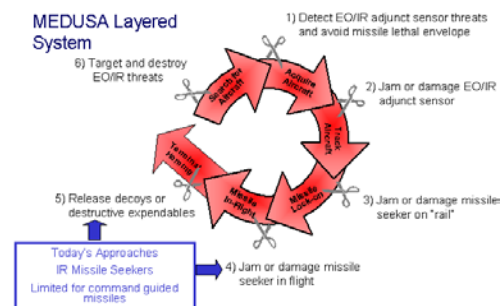 MEDUSA Layered
System
1) Detect EO/IR adjunct sensor threats
and avoid missile lethal envelope
6) Target and destroy
EO/IR threats
Search for
Aircraft
Acquire
Aircraft
2) Jam or damage EO/IR
adjunct sensor
Track
Aircraft
Terminal
Homing
Missile
In-Flight
Missile
Lock-on
5) Release decoys or
destructive expendables
3) Jam or damage missiles
seeker on "rail"
Today's Approaches
IR Missile Seekers
Limited for command guided
missiles
4) Jam or damage missile
seeker in flight